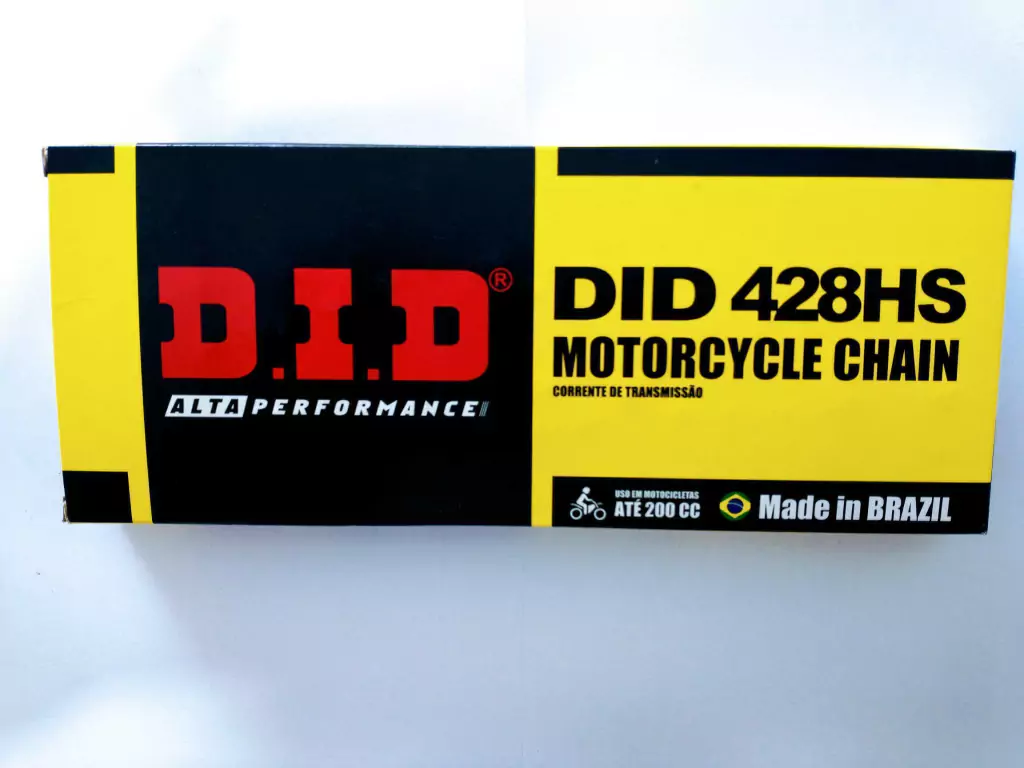 D.I.D®
ALTA PERFORMANCE
DID 428HS
MOTORCYCLE CHAIN
CORRENTE DE TRANSMISSÃO
USO EM MOTOCICLETAS
ATÉ 200 CC
Made in BRAZIL